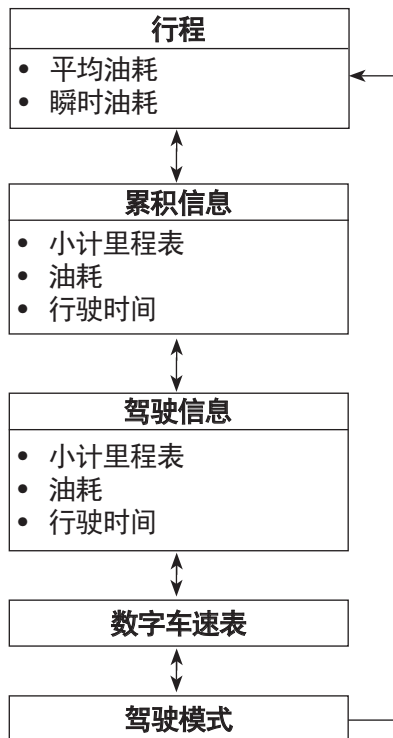 行程
• 平均油耗
• 瞬时油耗
累积信息
• 小计里程表
• 油耗
• 行驶时间
驾驶信息
• 小计里程表
• 油耗
• 行驶时间
数字车速表
驾驶模式